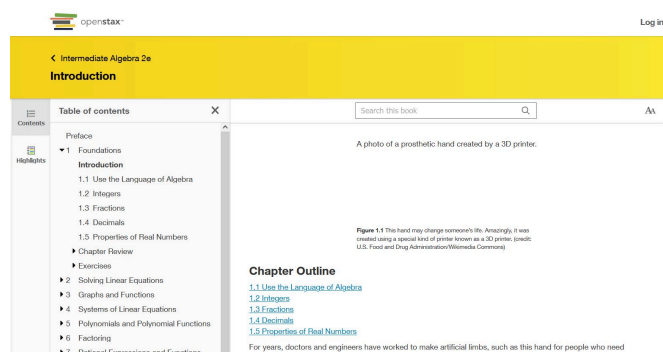 openstax™
Log in
Intermediate Algebra 2e
Introduction
Contents
Highlights
Table of contents
Preface
1 Foundations
Introduction
1.1 Use the Language of Algebra
1.2 Integers
1.3 Fractions
1.4 Decimals
1.5 Properties of Real Numbers
Chapter Review
Exercises
2 Solving Linear Equations
3 Graphs and Functions
4 Systems of Linear Equations
5 Polynomials and Polynomial Functions
6 Factoring
7 Rational Expressions and Functions
Search this book
AA
A photo of a prosthetic hand created by a 3D printer.
Figure 1.1 This hand may change someone's life. Amazingly, it was
created using a special kind of printer known as a 3D printer. (credit:
U.S. Food and Drug Administration/Wikimedia Commons)
Chapter Outline
1.1 Use the Language of Algebra
1.2 Integers
1.3 Fractions
1.4 Decimals
1.5 Properties of Real Numbers
For years, doctors and engineers have worked to make artificial limbs, such as this hand for people who need